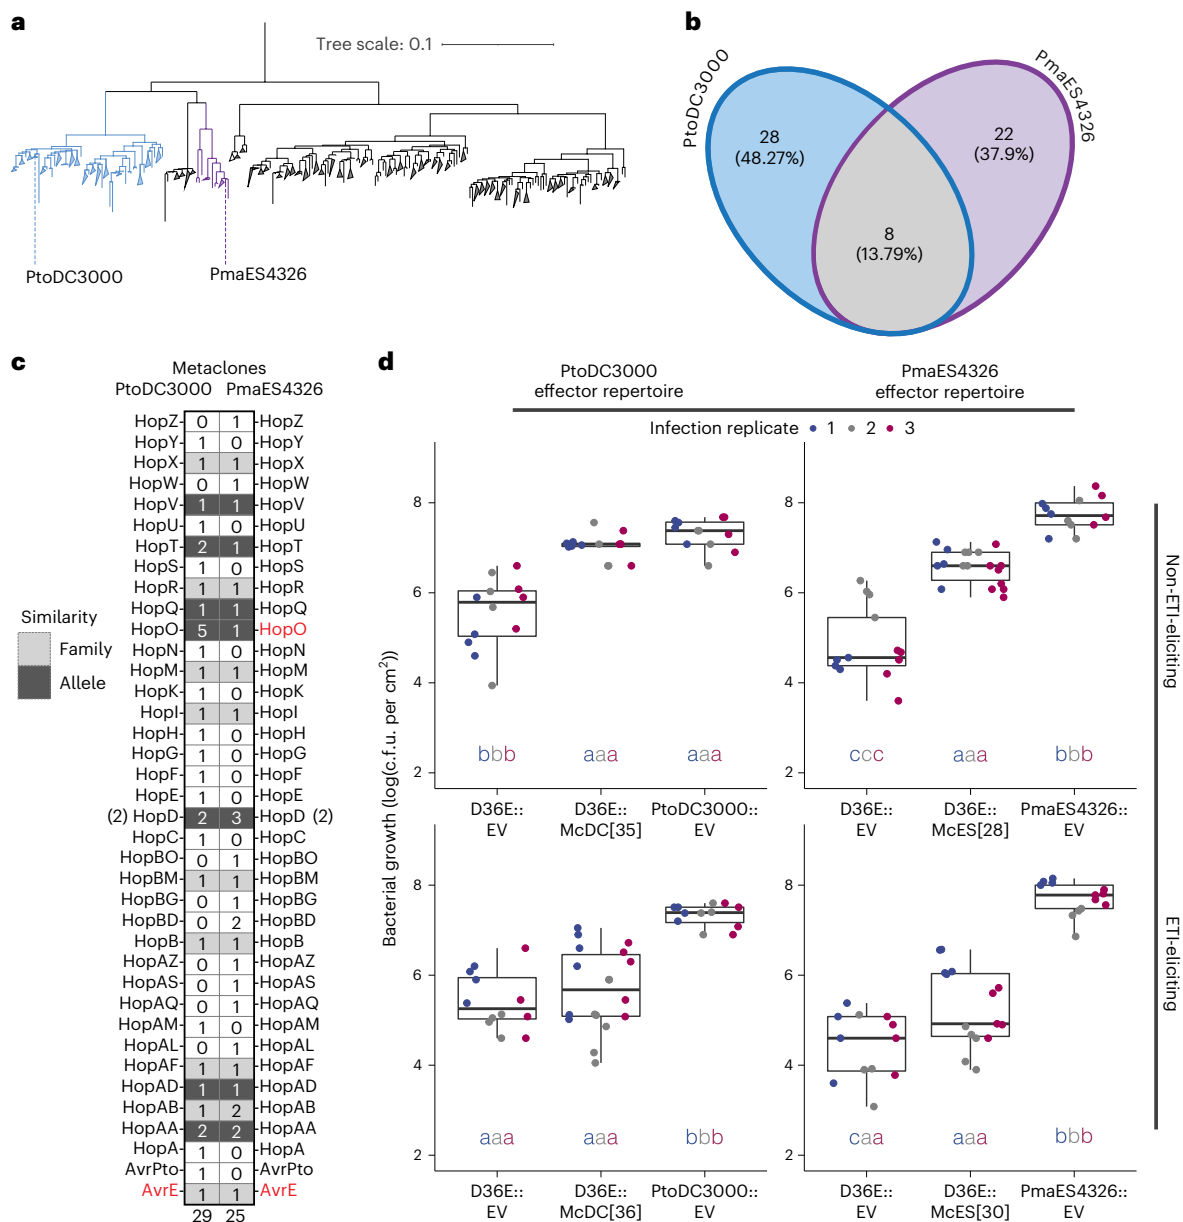 a
Tree scale: 0.1
PtoDC3000
PmaES4326
b
PtoDC3000
PmaES4326
28
(48.27%)
22
(37.9%)
8
(13.79%)
c
Metaclones
PtoDC3000 PmaES4326
HopZ 0 1 HopZ
HopY 1 0 HopY
HopX 1 1 HopX
HopW 0 1 HopW
HopV 1 1 HopV
HopU 1 0 HopU
HopT 2 1 HopT
HopS 1 0 HopS
HopR 1 1 HopR
HopQ 1 1 HopQ
HopO 5 1 HopO
HopN 1 0 HopN
HopM 1 1 HopM
HopK 1 0 HopK
HopI 1 1 HopI
HopH 1 0 HopH
HopG 1 0 HopG
HopF 1 0 HopF
HopE 1 0 HopE
(2) HopD 2 3 HopD (2)
HopC 1 0 HopC
HopBO 0 1 HopBO
HopBM 1 1 HopBM
HopBG 0 1 HopBG
HopBD 0 2 HopBD
HopB 1 1 HopB
HopAZ 0 1 HopAZ
HopAS 0 1 HopAS
HopAQ 0 1 HopAQ
HopAM 1 0 HopAM
HopAL 0 1 HopAL
HopAF 1 1 HopAF
HopAD 1 1 HopAD
HopAB 1 2 HopAB
HopAA 2 2 HopAA
HopA 1 0 HopA
AvrPto 1 0 AvrPto
AvrE 1 1 AvrE
29 25
Similarity
Family
Allele
d
PtoDC3000
effector repertoire
PmaES4326
effector repertoire
Infection replicate 1 2 3
Bacterial growth (log(c.f.u. per cm²))
8
6
4
2
bbb aaa aaa
D36E::
EV
D36E::
McDC[35]
PtoDC3000::
EV
8
6
4
2
ccc aaa bbb
D36E::
EV
D36E::
McES[28]
PmaES4326::
EV
Non-ETI-eliciting
8
6
4
2
aaa aaa bbb
D36E::
EV
D36E::
McDC[36]
PtoDC3000::
EV
8
6
4
2
caa aaa bbb
D36E::
EV
D36E::
McES[30]
PmaES4326::
EV
ETI-eliciting